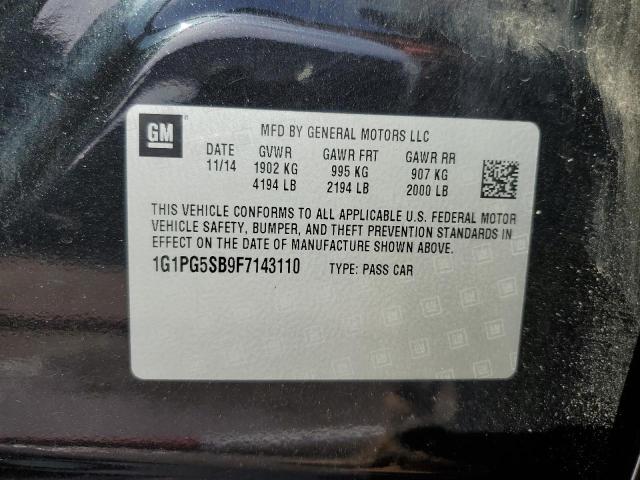 GM
MFD BY GENERAL MOTORS LLC
DATE GVWR GAWR FRT GAWR RR
11/14 1902 KG 995 KG 907 KG
4194 LB 2194 LB 2000 LB
THIS VEHICLE CONFORMS TO ALL APPLICABLE U.S. FEDERAL MOTOR
VEHICLE SAFETY, BUMPER, AND THEFT PREVENTION STANDARDS IN
EFFECT ON THE DATE OF MANUFACTURE SHOWN ABOVE.
1G1PG5SB9F7143110 TYPE: PASS CAR